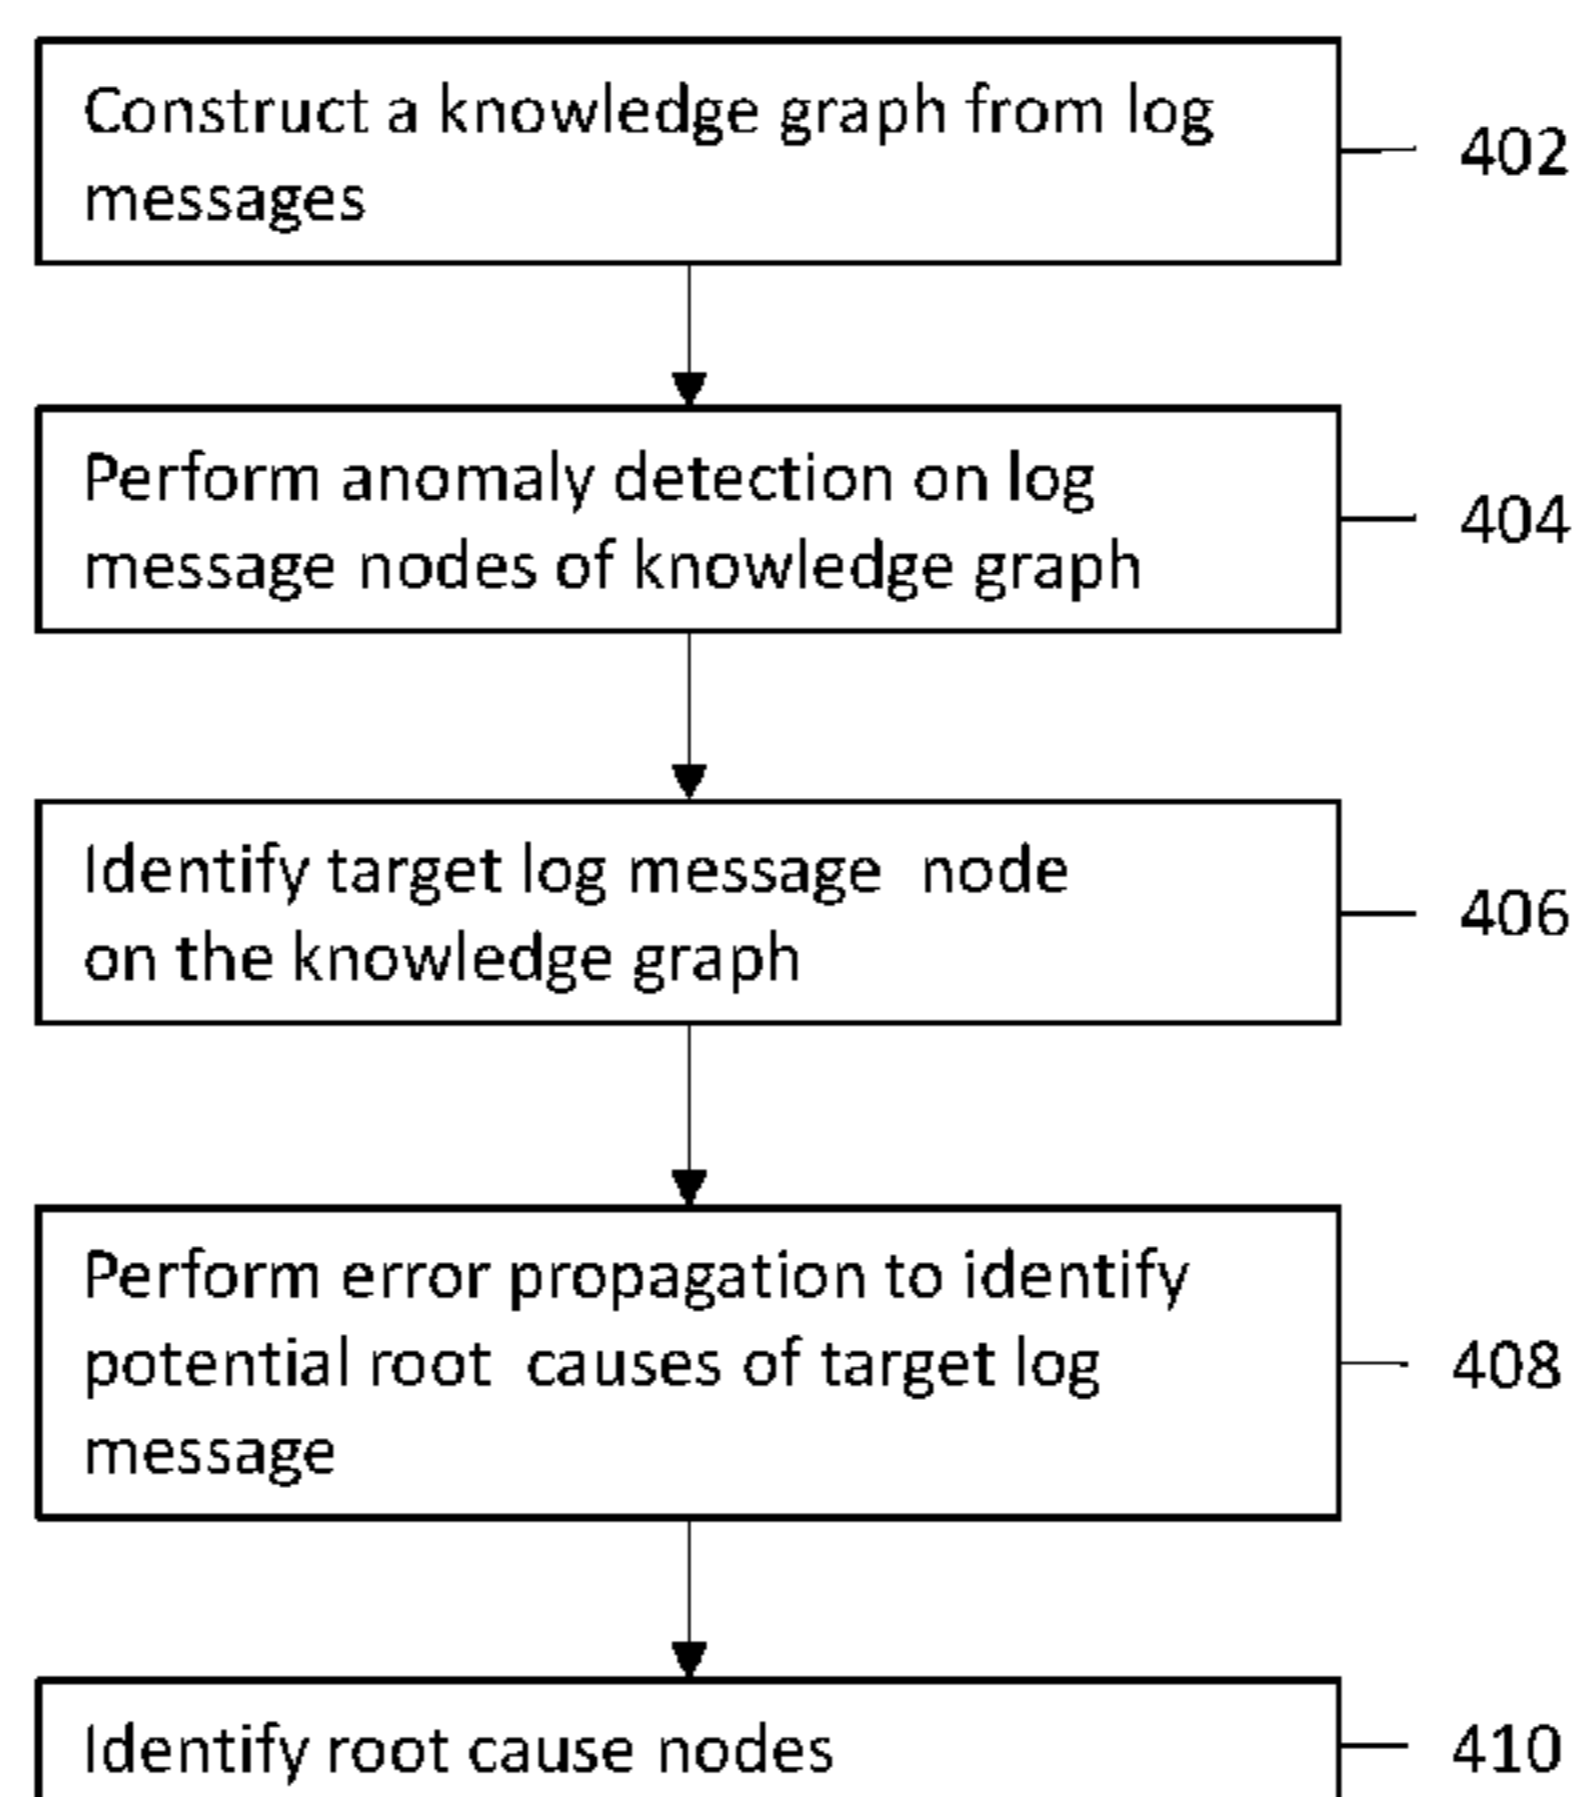 Construct a knowledge graph from log
messages
402
Perform anomaly detection on log
message nodes of knowledge graph
404
Identify target log message node
on the knowledge graph
406
Perform error propagation to identify
potential root causes of target log
message
408
Identify root cause nodes
410